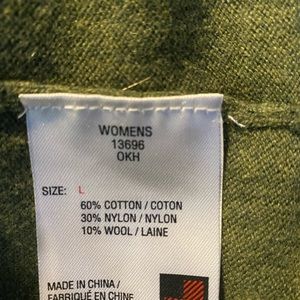 WOMENS
13696
OKH
SIZE: L
60% COTTON / COTON
30% NYLON / NYLON
10% WOOL / LAINE
MADE IN CHINA /
FABRIQUÉ EN CHINE